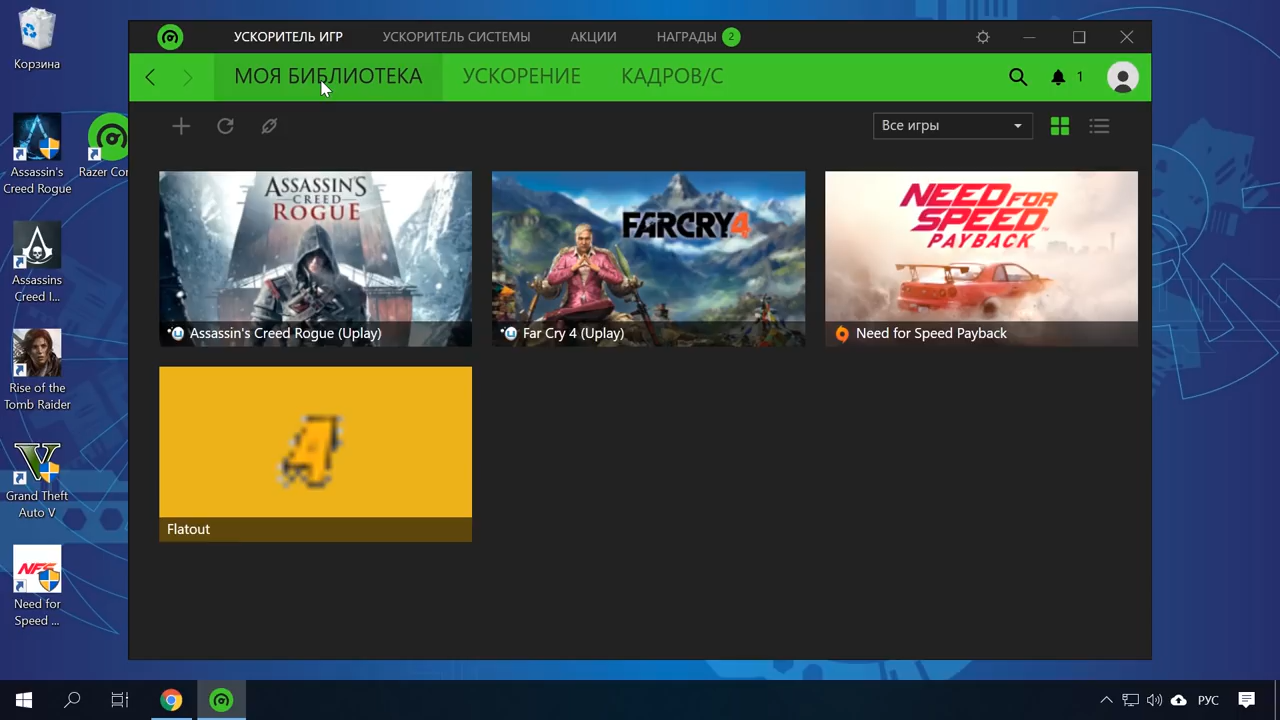 Корзина
Assassin's
Creed Rogue
Razer Cor
Assassins
Creed I...
Rise of the
Tomb Raider
Grand Theft
Auto V
NFS
Need for
Speed ...
УСКОРИТЕЛЬ ИГР
УСКОРИТЕЛЬ СИСТЕМЫ
АКЦИИ
НАГРАДЫ 2
МОЯ БИБЛИОТЕКА
УСКОРЕНИЕ
КАДРОВ/С
1
Все игры
ASSASSIN'S
CREED
ROGUE
Assassin's Creed Rogue (Uplay)
FARCRY4
Far Cry 4 (Uplay)
NEED FOR
SPEED
PAYBACK
Need for Speed Payback
Flatout
РУС